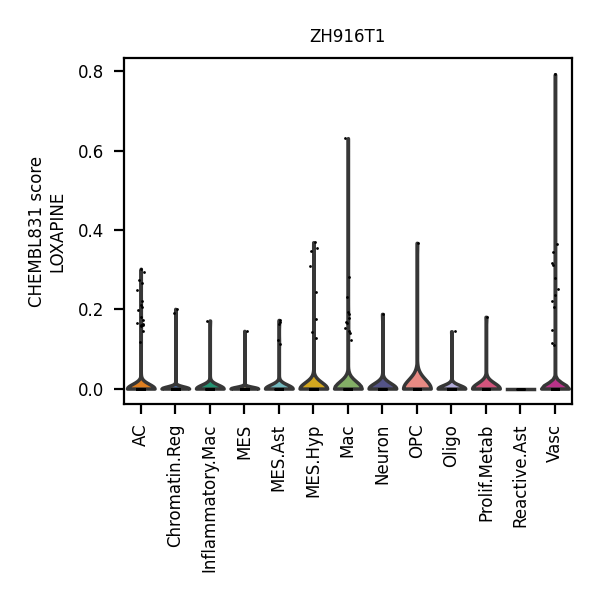 ZH916T1
CHEMBL831 score
LOXAPINE
0.8
0.6
0.4
0.2
0.0
AC
Chromatin.Reg
Inflammatory.Mac
MES
MES.Ast
MES.Hyp
Mac
Neuron
OPC
Oligo
Prolif.Metab
Reactive.Ast
Vasc